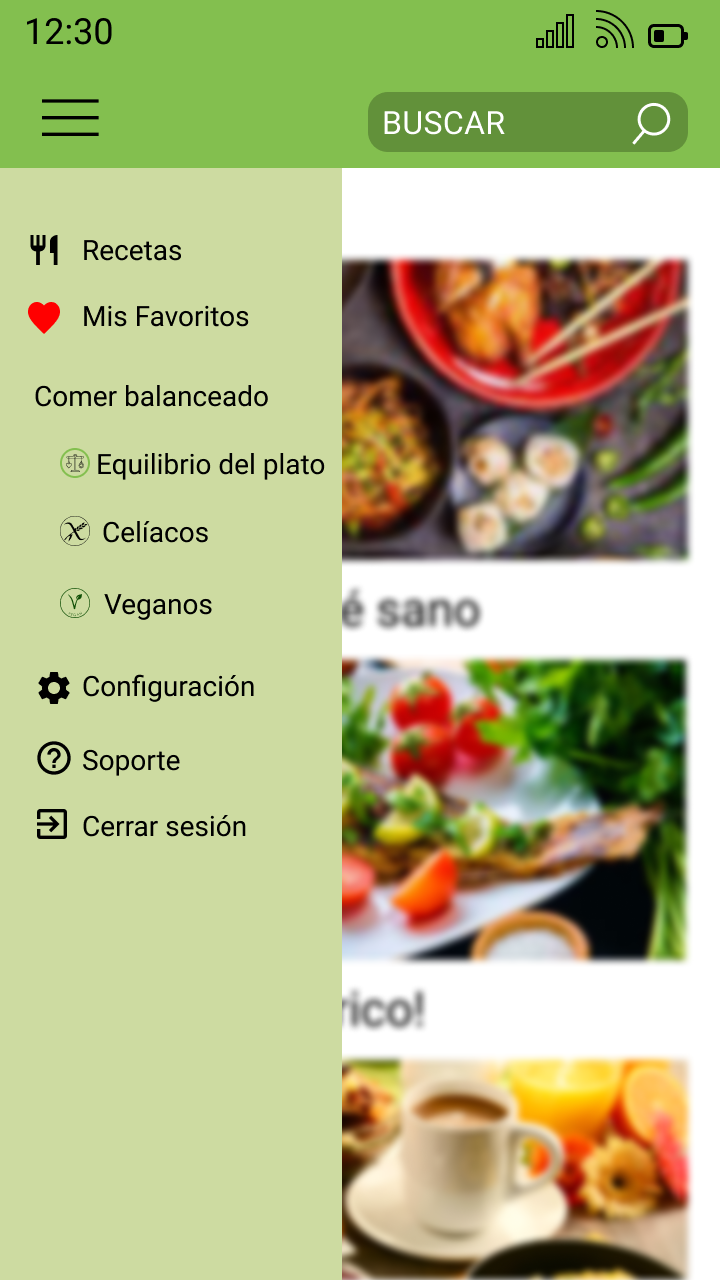 12:30
BUSCAR
Recetas
Mis Favoritos
Comer balanceado
Equilibrio del plato
Celíacos
Veganos
é sano
Configuración
Soporte
Cerrar sesión
rico!